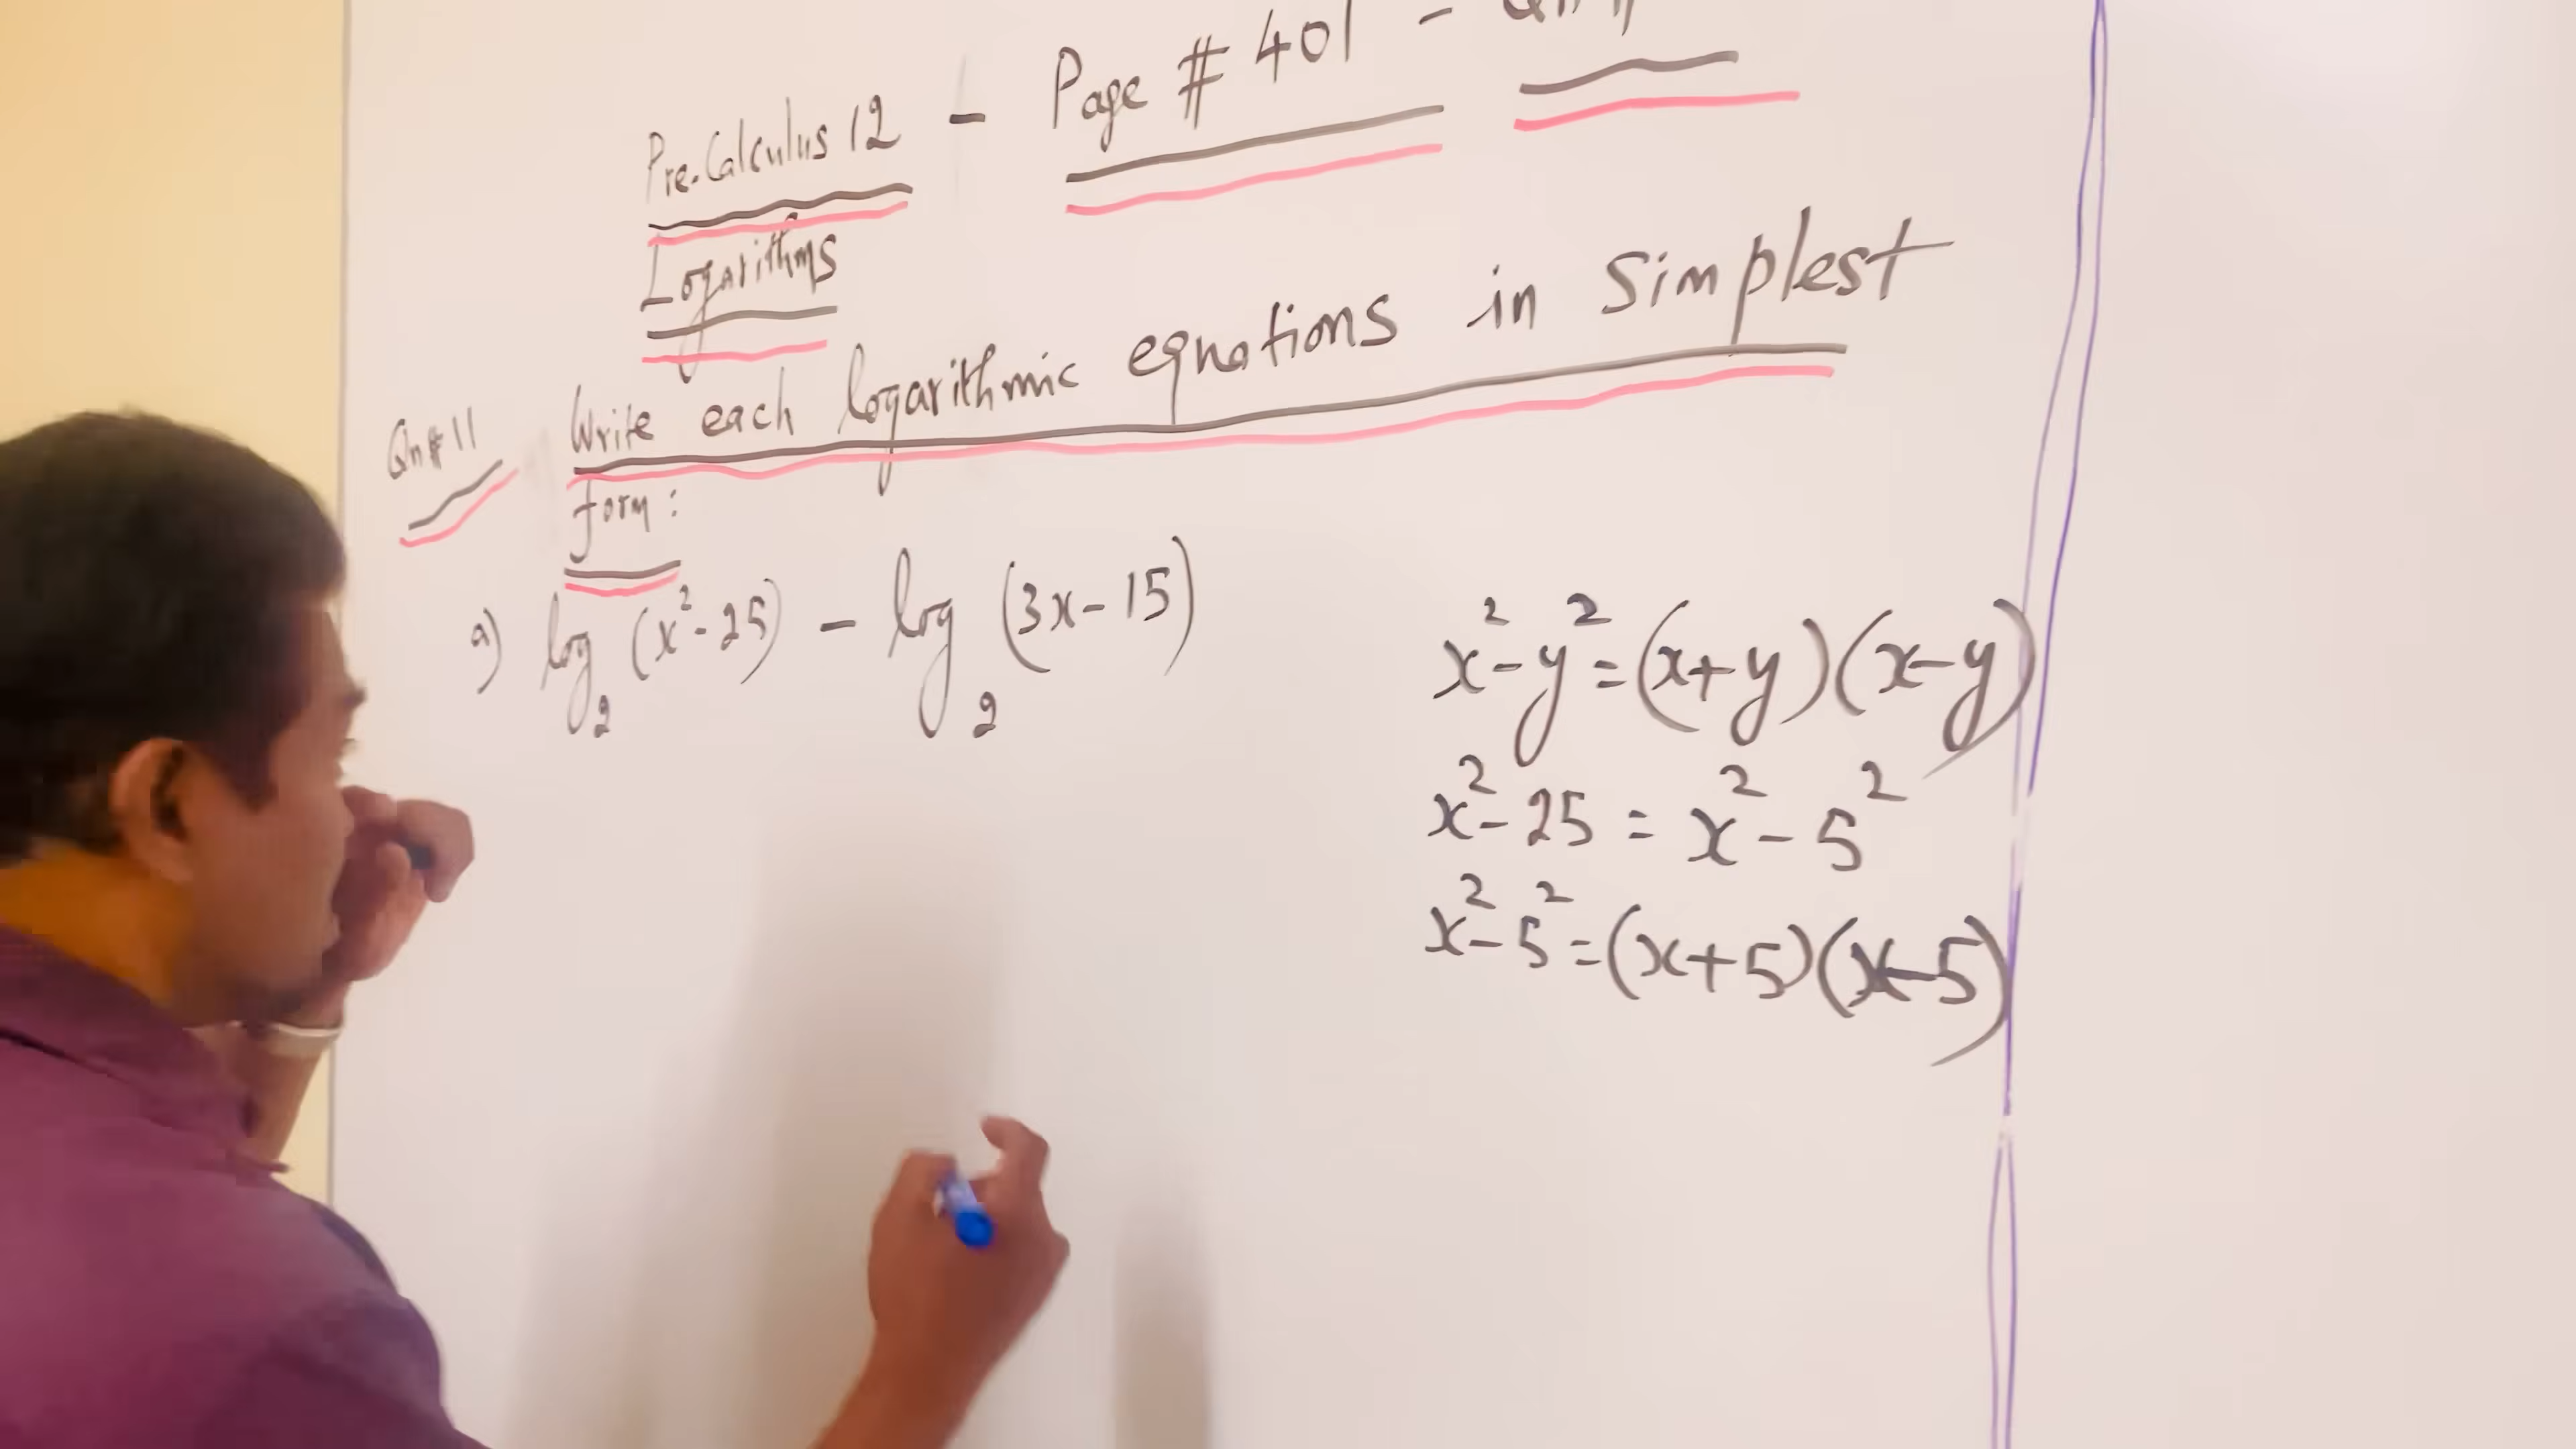 Pre-Calculus 12 - Page # 401 -
Logarithms
Qn# 11 Write each logarithmic equations in Simplest
form:
a) log₂ (x²-25) - log₂ (3x-15)
x²-y²=(x+y)(x-y)
x²-25 = x²-5²
x²-5²=(x+5)(x-5)